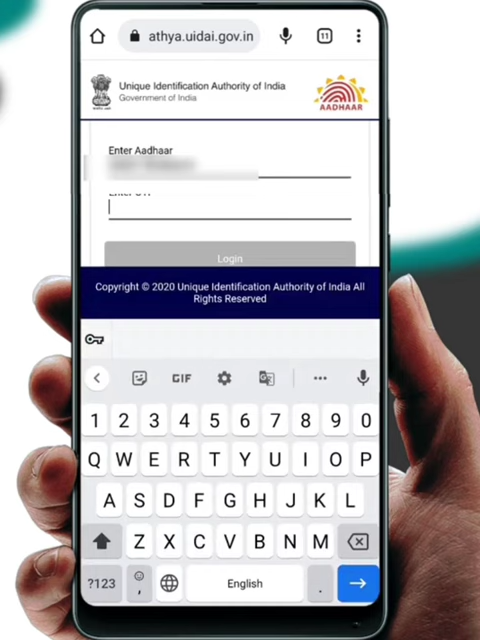 athya.uidai.gov.in
11
Unique Identification Authority of India
Government of India
AADHAAR
Enter Aadhaar
Enter OTP
Login
Copyright © 2020 Unique Identification Authority of India All
Rights Reserved
GIF
1 2 3 4 5 6 7 8 9 0
Q W E R T Y U I O P
A S D F G H J K L
Z X C V B N M
?123 , English .